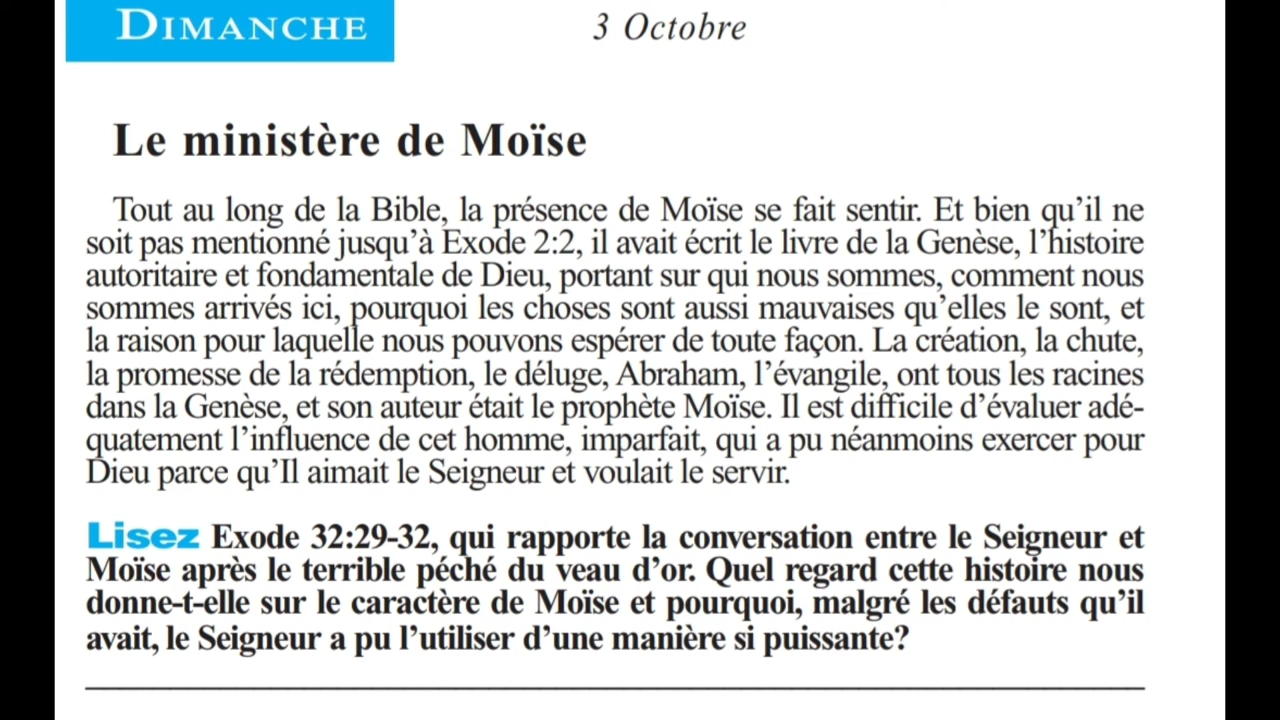 DIMANCHE
3 Octobre
Le ministère de Moïse
Tout au long de la Bible, la présence de Moïse se fait sentir. Et bien qu’il ne
soit pas mentionné jusqu’à Exode 2:2, il avait écrit le livre de la Genèse, l’histoire
autoritaire et fondamentale de Dieu, portant sur qui nous sommes, comment nous
sommes arrivés ici, pourquoi les choses sont aussi mauvaises qu’elles le sont, et
la raison pour laquelle nous pouvons espérer de toute façon. La création, la chute,
la promesse de la rédemption, le déluge, Abraham, l’évangile, ont tous les racines
dans la Genèse, et son auteur était le prophète Moïse. Il est difficile d’évaluer adé-
quatement l’influence de cet homme, imparfait, qui a pu néanmoins exercer pour
Dieu parce qu’Il aimait le Seigneur et voulait le servir.
Lisez Exode 32:29-32, qui rapporte la conversation entre le Seigneur et
Moïse après le terrible péché du veau d’or. Quel regard cette histoire nous
donne-t-elle sur le caractère de Moïse et pourquoi, malgré les défauts qu’il
avait, le Seigneur a pu l’utiliser d’une manière si puissante?